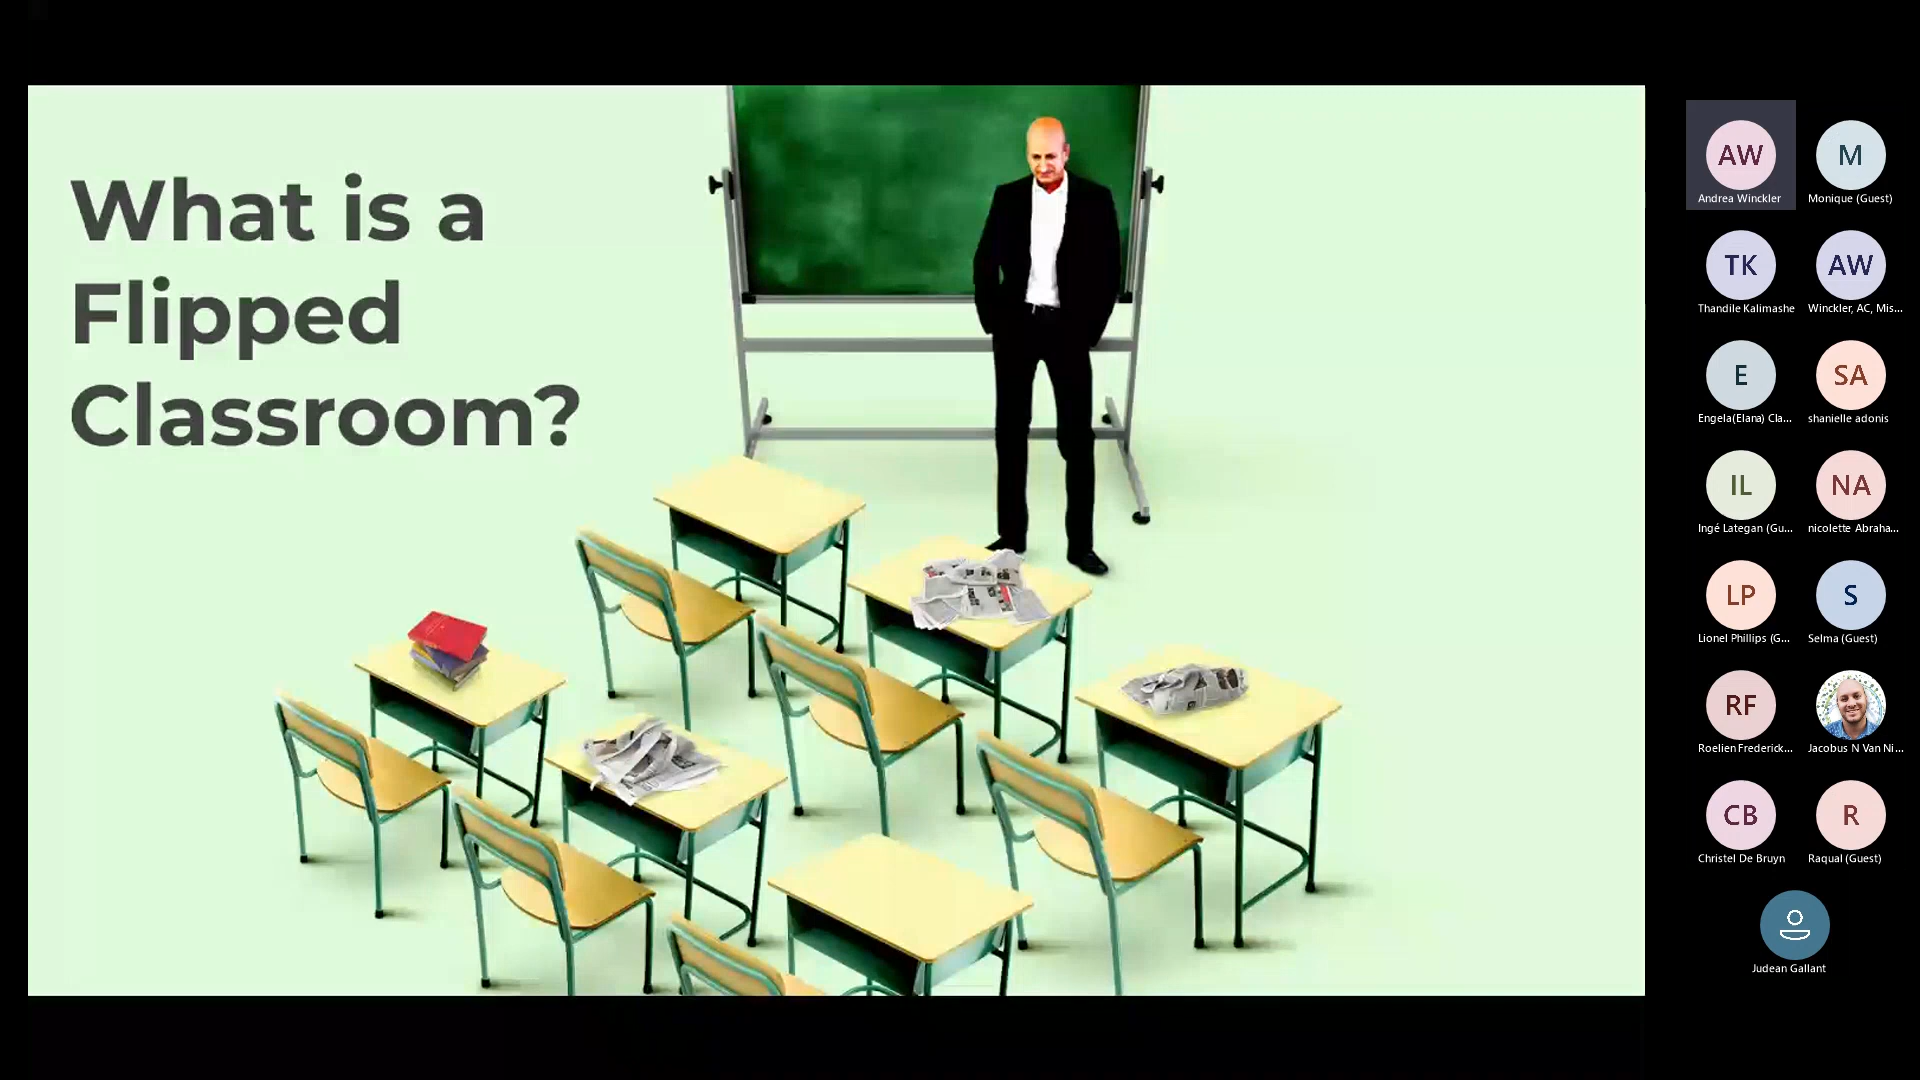 What is a
Flipped
Classroom?
AW
Andrea Winckler
M
Monique (Guest)
TK
Thandile Kalimashe
AW
Winckler, AC, Mis...
E
Engela(Elana) Cla...
SA
shanielle adonis
IL
Ingé Lategan (Gu...
NA
nicolette Abraha...
LP
Lionel Phillips (G...
S
Selma (Guest)
RF
Roelien Frederick...
Jacobus N Van Ni...
CB
Christel De Bruyn
R
Raqual (Guest)
Judean Gallant